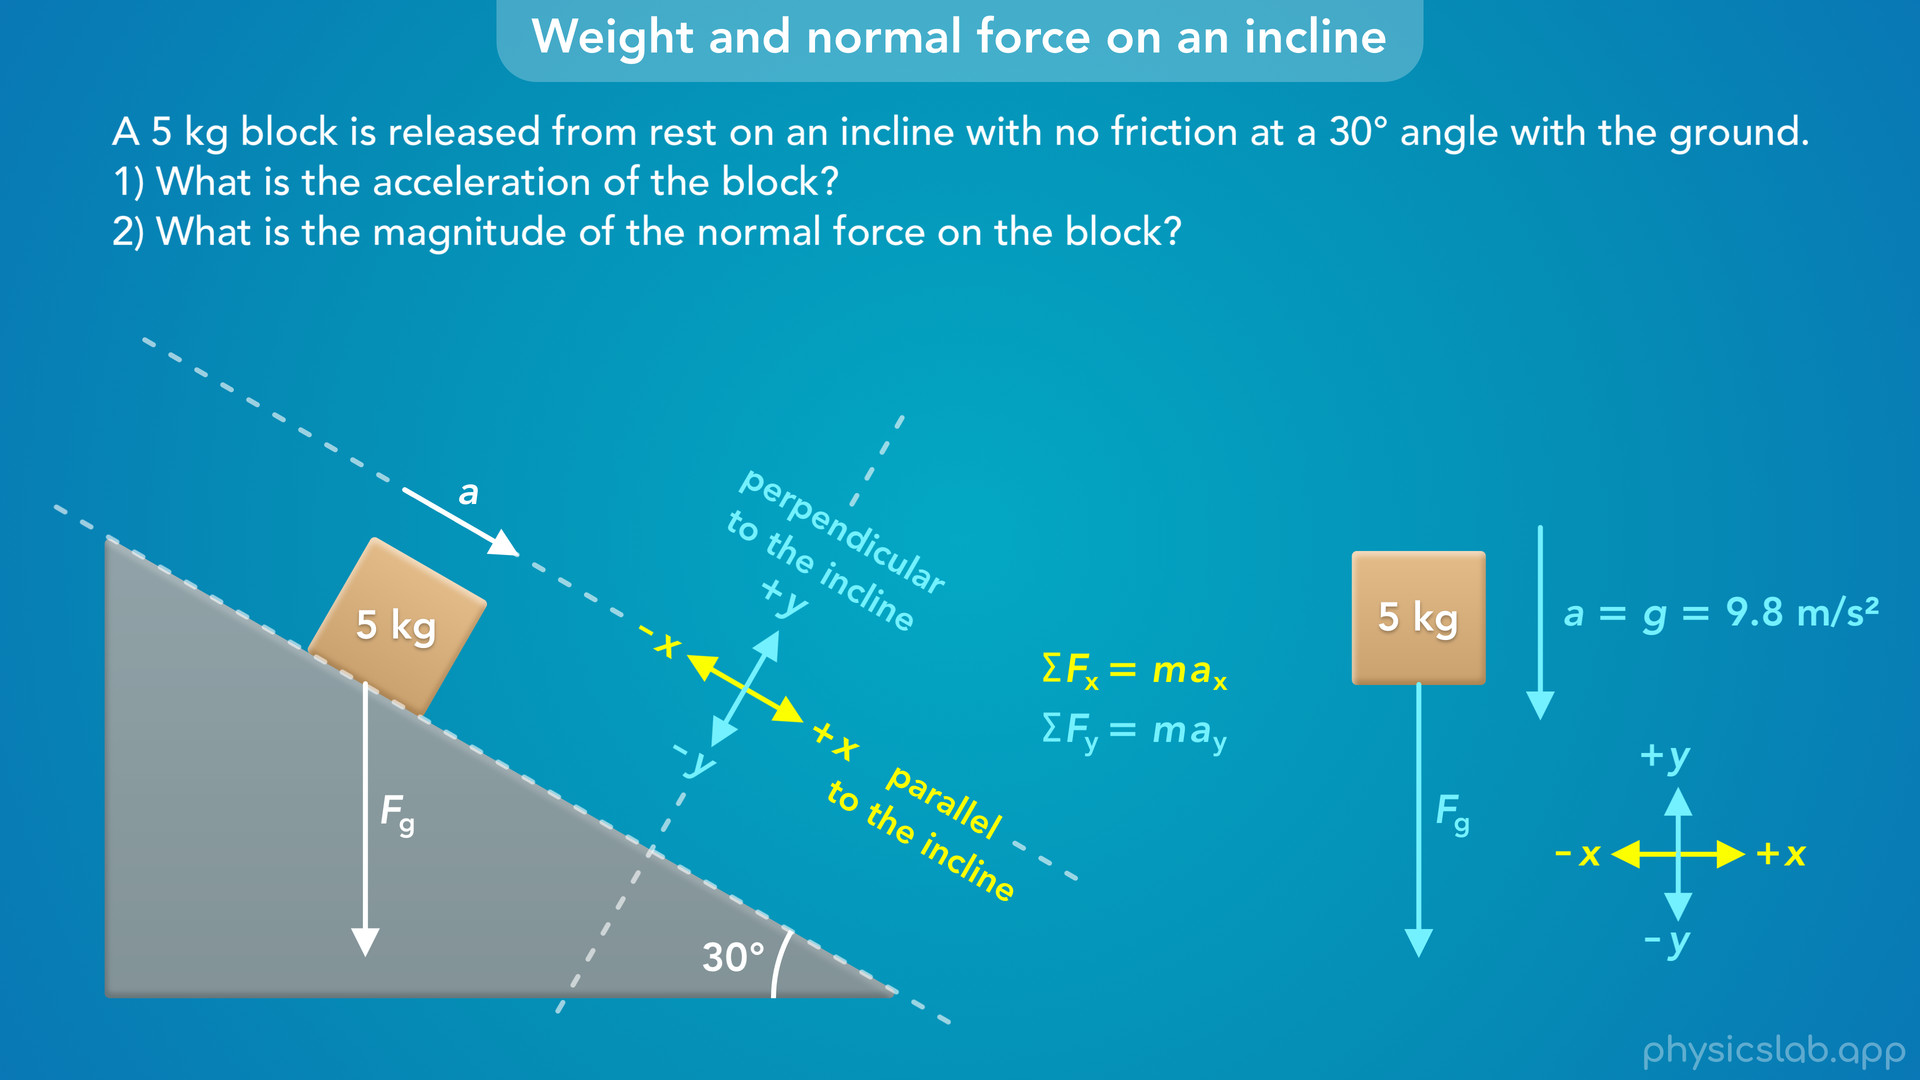 Weight and normal force on an incline
A 5 kg block is released from rest on an incline with no friction at a 30° angle with the ground.
1) What is the acceleration of the block?
2) What is the magnitude of the normal force on the block?
a
perpendicular
to the incline
+y
-x
+x
-y
parallel
to the incline
5 kg
Fg
30°
ΣFx = max
ΣFy = may
5 kg
a = g = 9.8 m/s²
Fg
+y
-x
+x
-y
physicslab.app